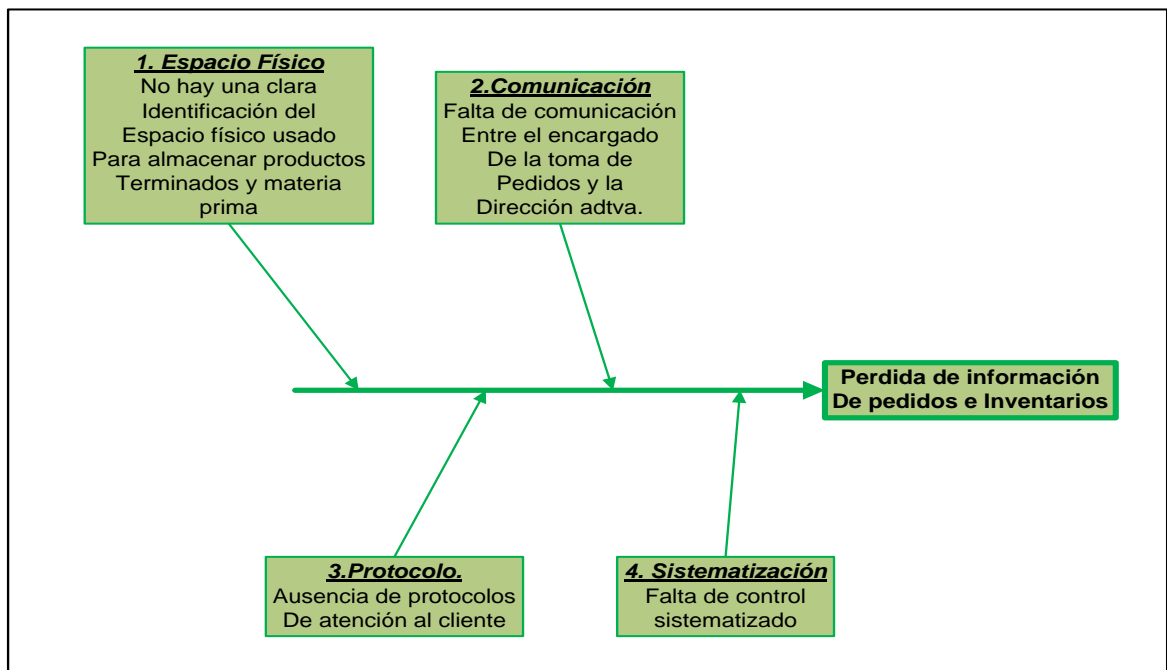 1. Espacio Físico
No hay una clara
Identificación del
Espacio físico usado
Para almacenar productos
Terminados y materia
prima
2.Comunicación
Falta de comunicación
Entre el encargado
De la toma de
Pedidos y la
Dirección adtva.
Perdida de información
De pedidos e Inventarios
3.Protocolo.
Ausencia de protocolos
De atención al cliente
4. Sistematización
Falta de control
sistematizado